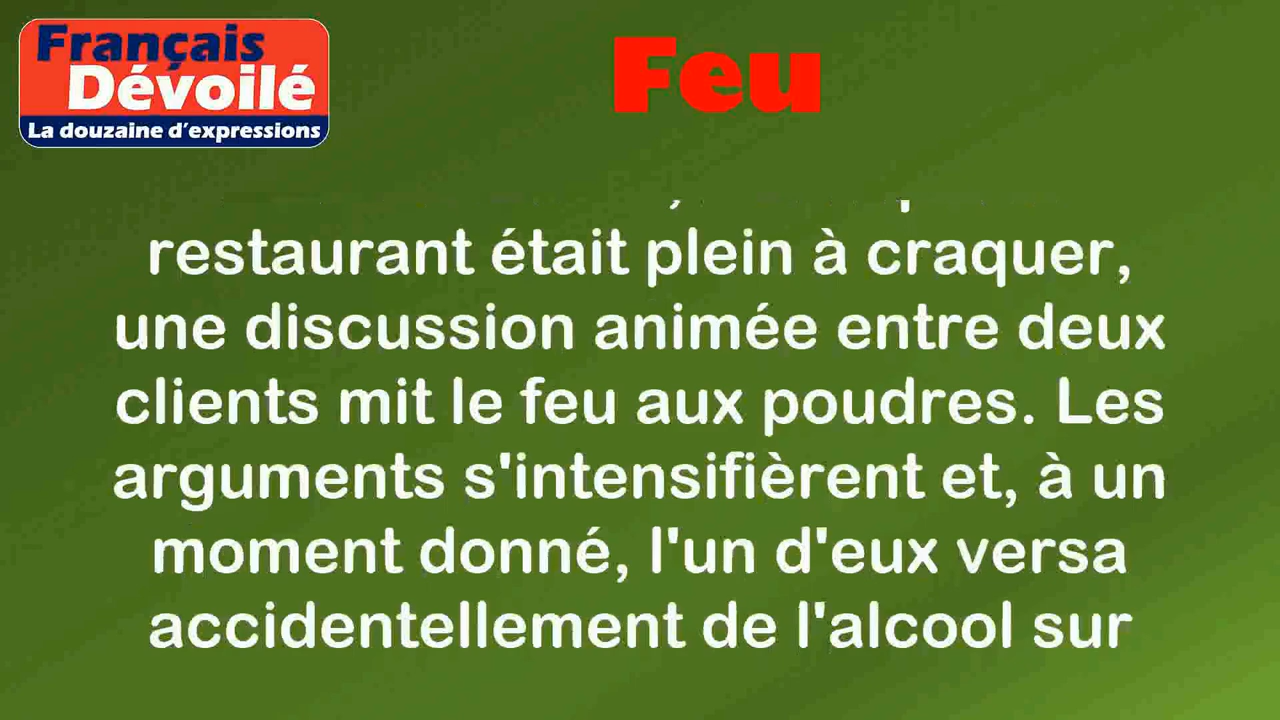 Français
Dévoilé
La douzaine d'expressions
Feu
restaurant était plein à craquer,
une discussion animée entre deux
clients mit le feu aux poudres. Les
arguments s'intensifièrent et, à un
moment donné, l'un d'eux versa
accidentellement de l'alcool sur